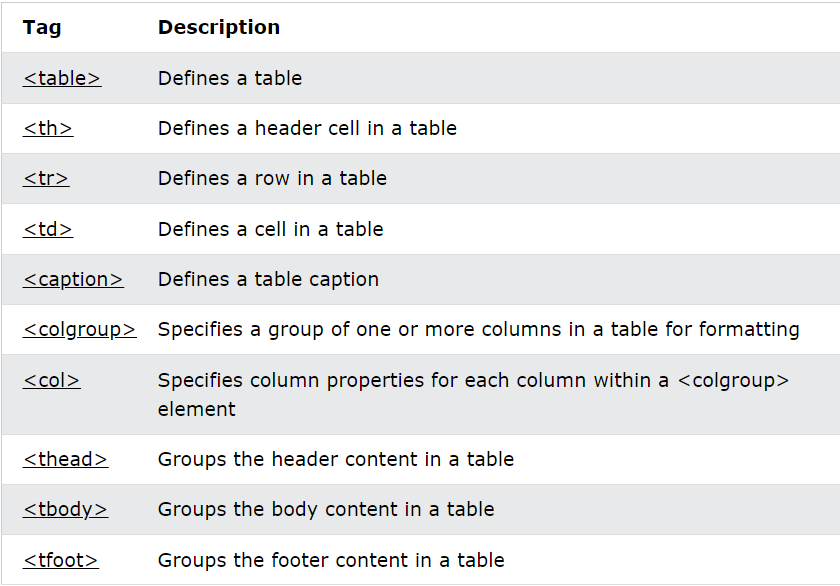 Tag Description
<table> Defines a table
<th> Defines a header cell in a table
<tr> Defines a row in a table
<td> Defines a cell in a table
<caption> Defines a table caption
<colgroup> Specifies a group of one or more columns in a table for formatting
<col> Specifies column properties for each column within a <colgroup>
element
<thead> Groups the header content in a table
<tbody> Groups the body content in a table
<tfoot> Groups the footer content in a table